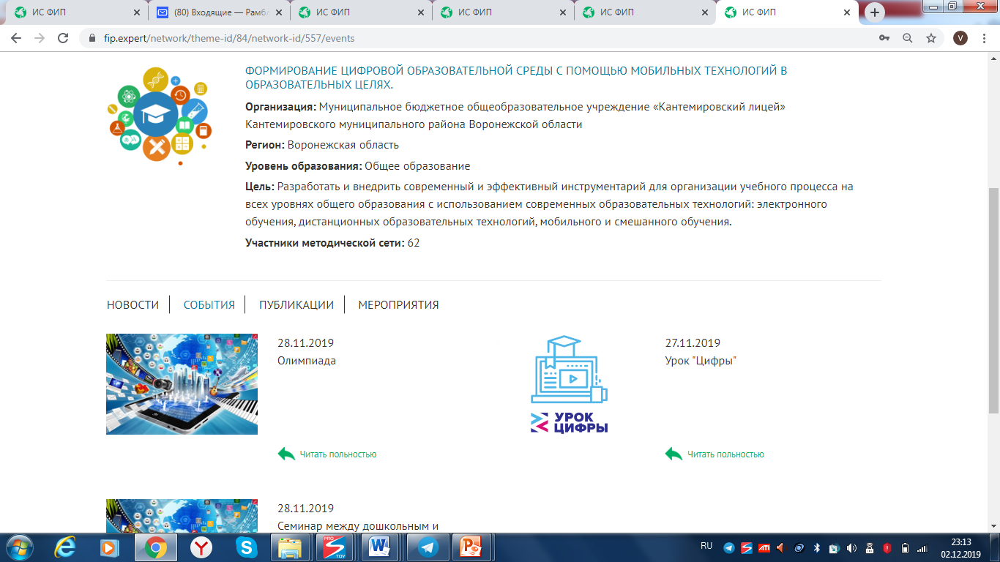 ИС ФИП
(80) Входящие — Рамбл
ИС ФИП
ИС ФИП
ИС ФИП
ИС ФИП
fip.expert/network/theme-id/84/network-id/557/events
V
ФОРМИРОВАНИЕ ЦИФРОВОЙ ОБРАЗОВАТЕЛЬНОЙ СРЕДЫ С ПОМОЩЬЮ МОБИЛЬНЫХ ТЕХНОЛОГИЙ В
ОБРАЗОВАТЕЛЬНЫХ ЦЕЛЯХ.
Организация: Муниципальное бюджетное общеобразовательное учреждение «Кантемировский лицей»
Кантемировского муниципального района Воронежской области
Регион: Воронежская область
Уровень образования: Общее образование
Цель: Разработать и внедрить современный и эффективный инструментарий для организации учебного процесса на
всех уровнях общего образования с использованием современных образовательных технологий: электронного
обучения, дистанционных образовательных технологий, мобильного и смешанного обучения.
Участники методической сети: 62
НОВОСТИ
СОБЫТИЯ
ПУБЛИКАЦИИ
МЕРОПРИЯТИЯ
28.11.2019
Олимпиада
Читать полностью
УРОК
ЦИФРЫ
27.11.2019
Урок "Цифры"
Читать полностью
28.11.2019
Семинар между дошкольным и
PRO
TOY
RU
ATI
23:13
02.12.2019